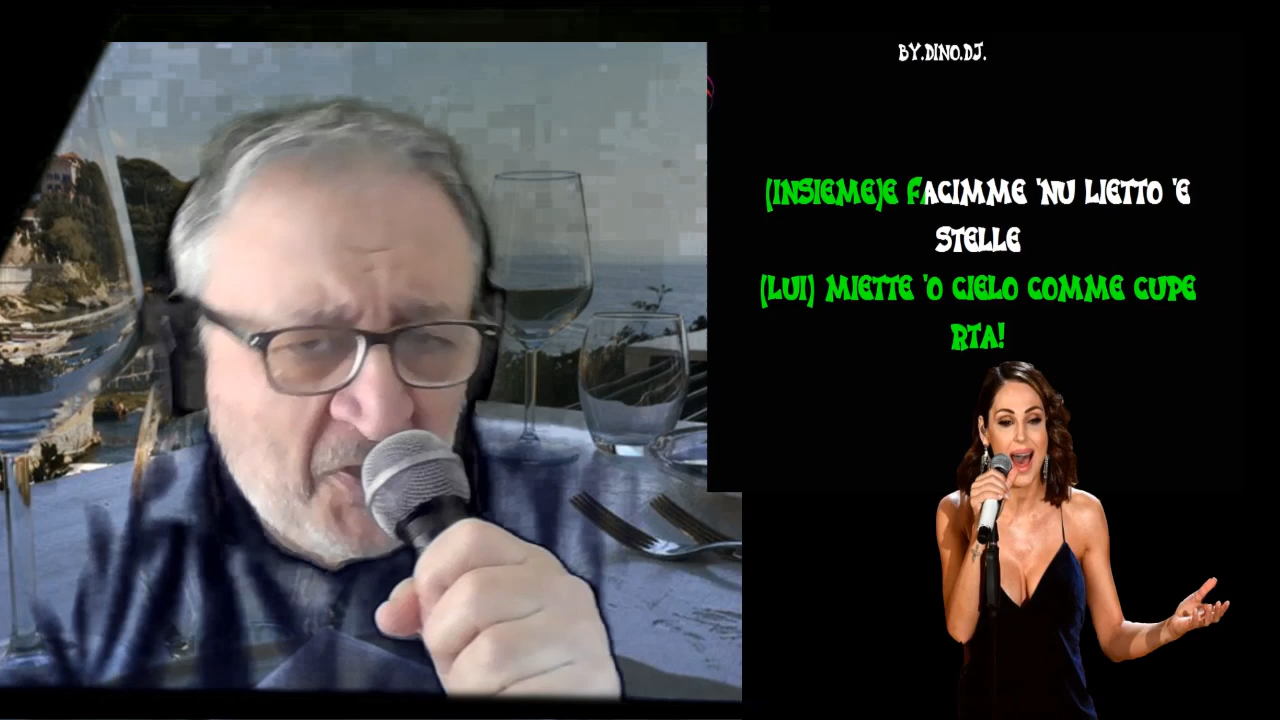 BY.DINO.DJ.
(INSIEME)E FACIMME 'NU LIETTO 'E
STELLE
(LUI) MIETTE 'O CIELO COMME CUPE
RTA!